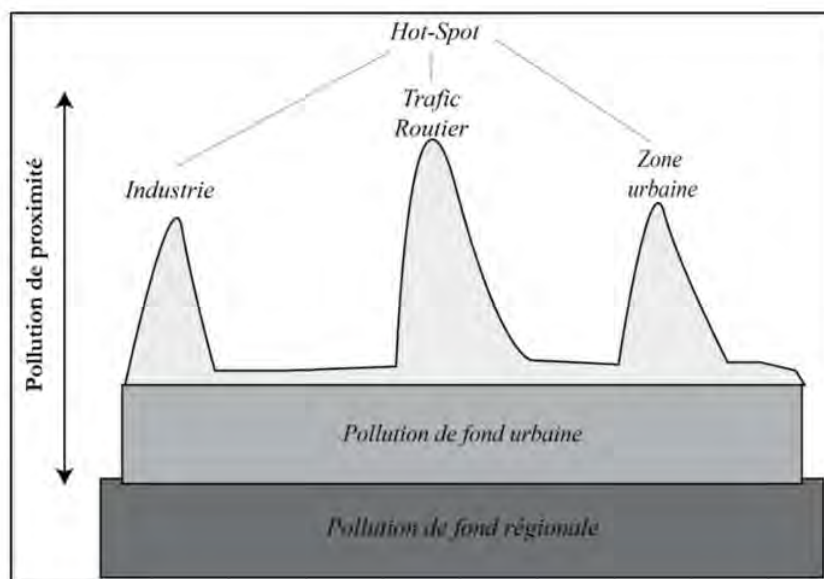 Hot-Spot
Trafic
Routier
Zone
urbaine
Industrie
Pollution de proximité
Pollution de fond urbaine
Pollution de fond régionale